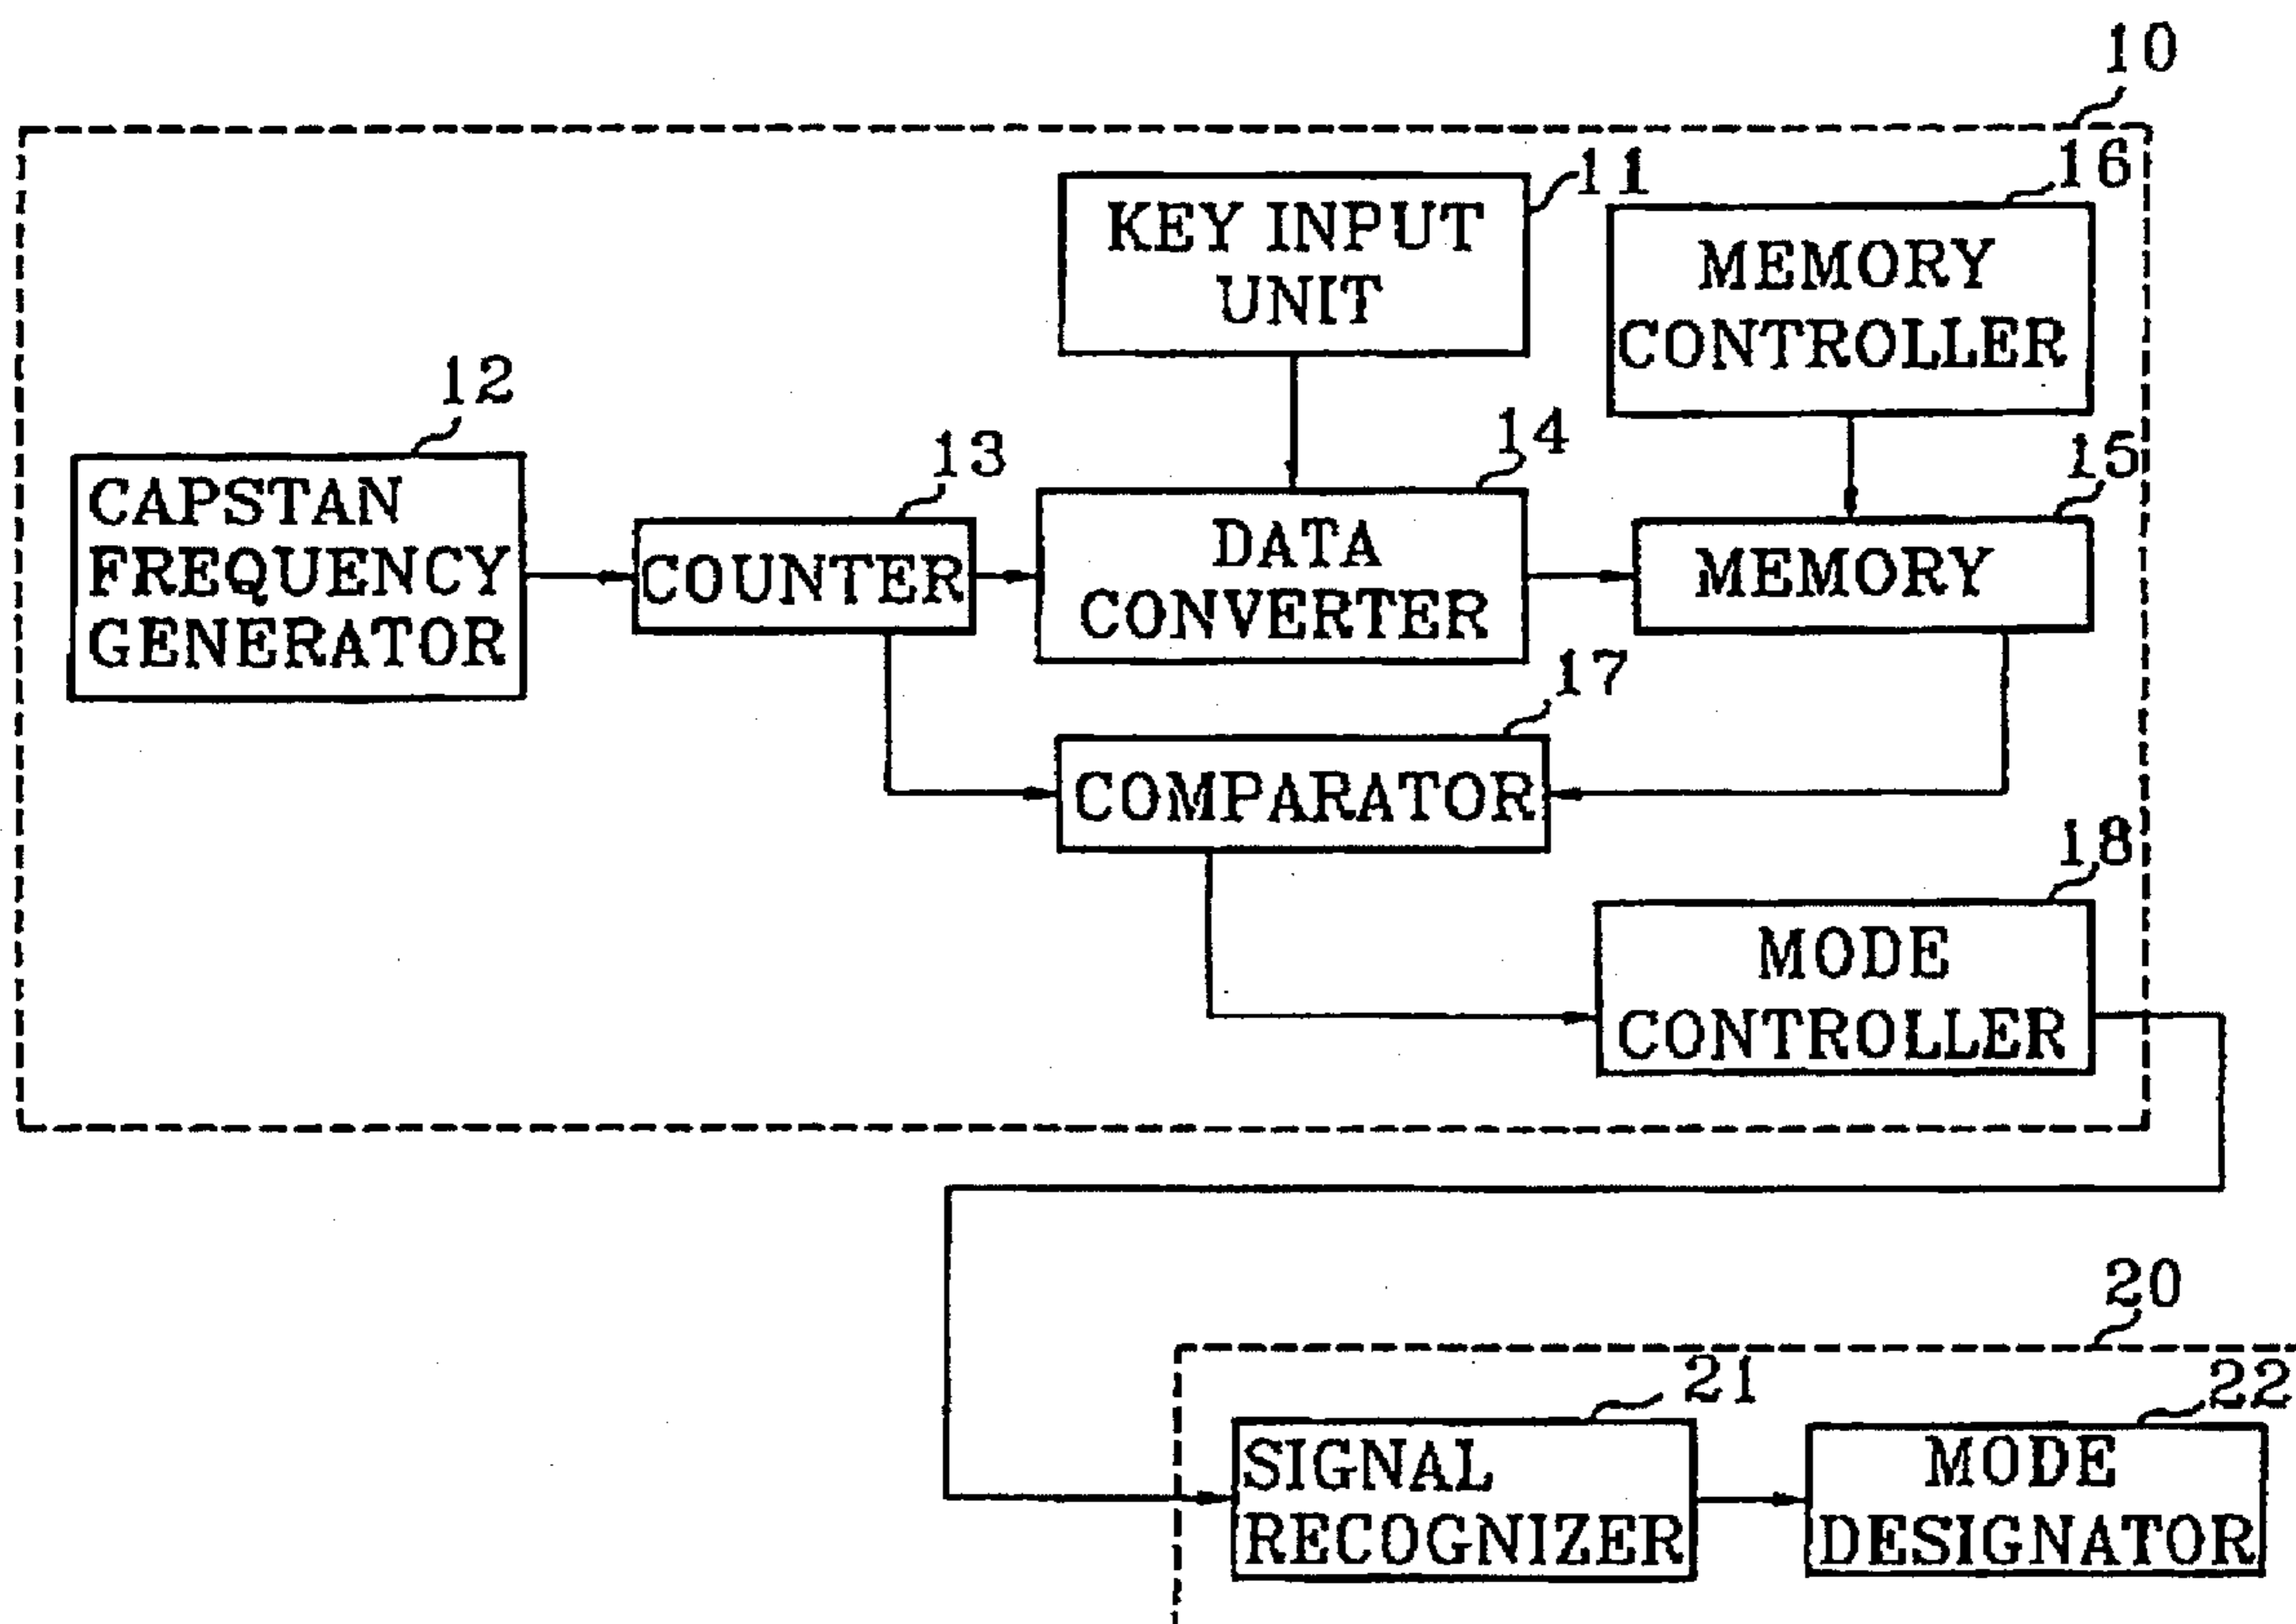 10
16
11
KEY INPUT
UNIT
MEMORY
CONTROLLER
12
13
14
15
CAPSTAN
FREQUENCY
GENERATOR
COUNTER
DATA
CONVERTER
MEMORY
17
COMPARATOR
18
MODE
CONTROLLER
20
21
22
SIGNAL
RECOGNIZER
MODE
DESIGNATOR